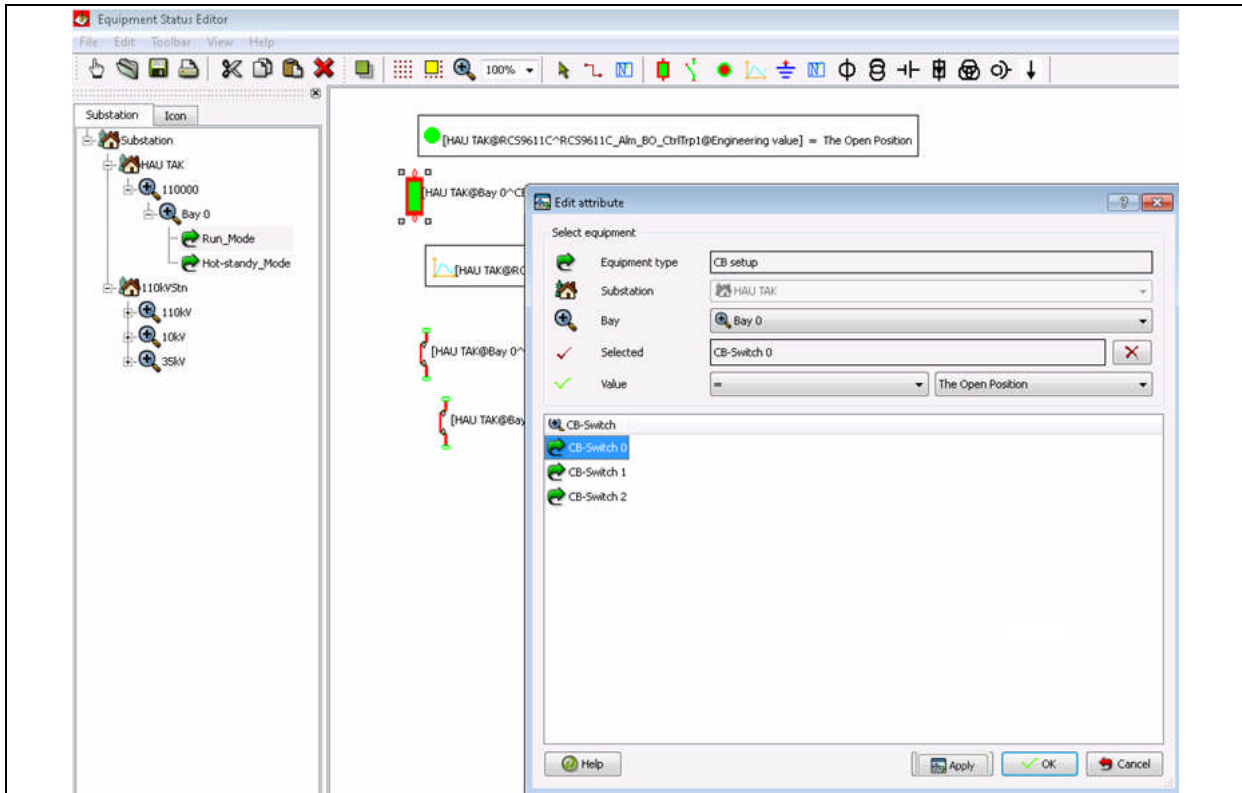 Equipment Status Editor
File Edit Toolbar View Help
100%
Substation Icon
Substation
HAU TAK
110000
Bay 0
Run_Mode
Hot-standy_Mode
110kVStn
110kV
10kV
35kV
[HAU TAK@RCS9611C^RCS9611C_Alm_BO_CtrlTrp1@Engineering value] = The Open Position
[HAU TAK@Bay 0^CB
[HAU TAK@RC
[HAU TAK@Bay 0^
[HAU TAK@Bay
Edit attribute
Select equipment
Equipment type CB setup
Substation HAU TAK
Bay Bay 0
Selected CB-Switch 0
Value = The Open Position
CB-Switch
CB-Switch 0
CB-Switch 1
CB-Switch 2
Help Apply OK Cancel